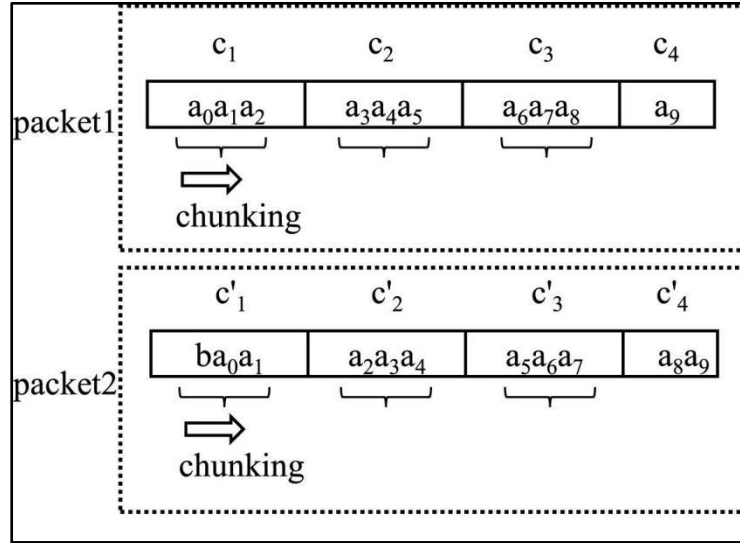 c₁ c₂ c₃ c₄
packet1
a₀a₁a₂ a₃a₄a₅ a₆a₇a₈ a₉
chunking
c'₁ c'₂ c'₃ c'₄
packet2
ba₀a₁ a₂a₃a₄ a₅a₆a₇ a₈a₉
chunking